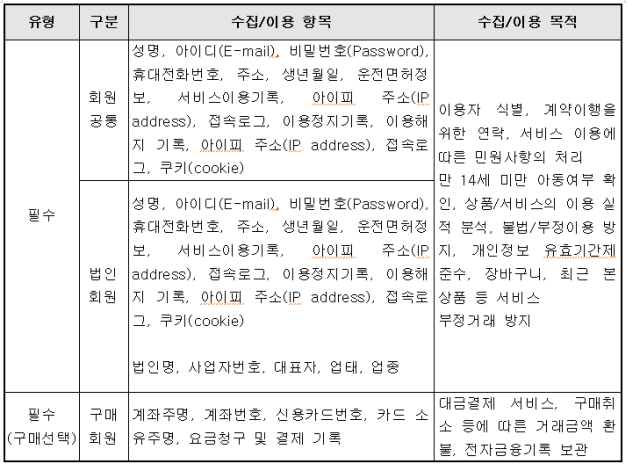 유형 구분 수집/이용 항목 수집/이용 목적
필수
회원
공통
성명, 아이디(E-mail), 비밀번호(Password),
휴대전화번호, 주소, 생년월일, 운전면허정
보, 서비스이용기록, 아이피 주소(IP
address), 접속로그, 이용정지기록, 이용해
지 기록, 아이피 주소(IP address), 접속로
그, 쿠키(cookie)
법인
회원
성명, 아이디(E-mail), 비밀번호(Password),
휴대전화번호, 주소, 생년월일, 운전면허정
보, 서비스이용기록, 아이피 주소(IP
address), 접속로그, 이용정지기록, 이용해
지 기록, 아이피 주소(IP address), 접속로
그, 쿠키(cookie)
법인명, 사업자번호, 대표자, 업태, 업종
이용자 식별, 계약이행을
위한 연락, 서비스 이용에
따른 민원사항의 처리
만 14세 미만 아동여부 확
인, 상품/서비스의 이용 실
적 분석, 불법/부정이용 방
지, 개인정보 유효기간제
준수, 장바구니, 최근 본
상품 등 서비스
부정거래 방지
필수
(구매선택)
구매
회원
계좌주명, 계좌번호, 신용카드번호, 카드 소
유주명, 요금청구 및 결제 기록
대금결제 서비스, 구매취
소 등에 따른 거래금액 환
불, 전자금융기록 보관